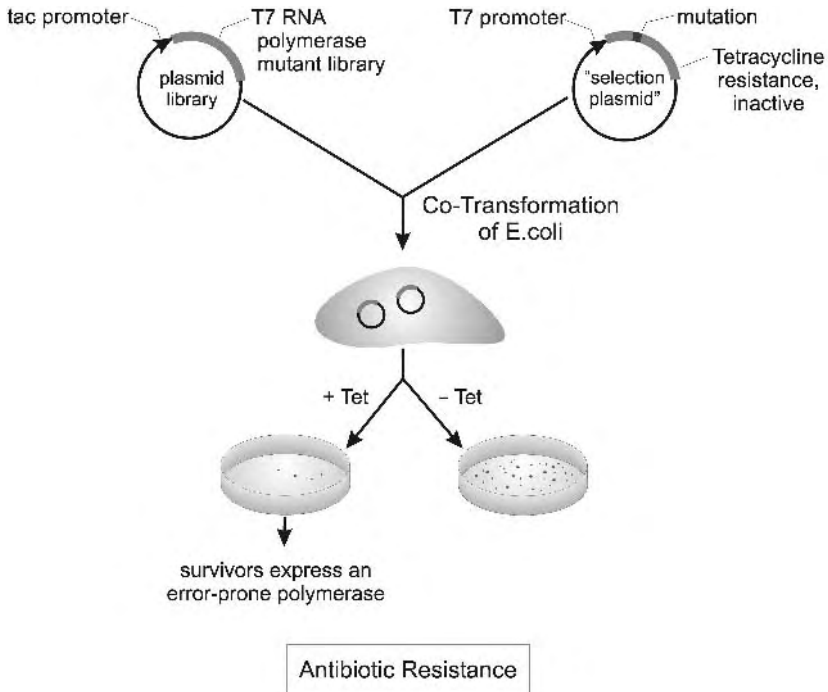 tac promoter
T7 RNA
polymerase
mutant library
plasmid
library
T7 promoter
mutation
Tetracycline
resistance,
inactive
"selection
plasmid"
Co-Transformation
of E.coli
+ Tet
– Tet
survivors express an
error-prone polymerase
Antibiotic Resistance